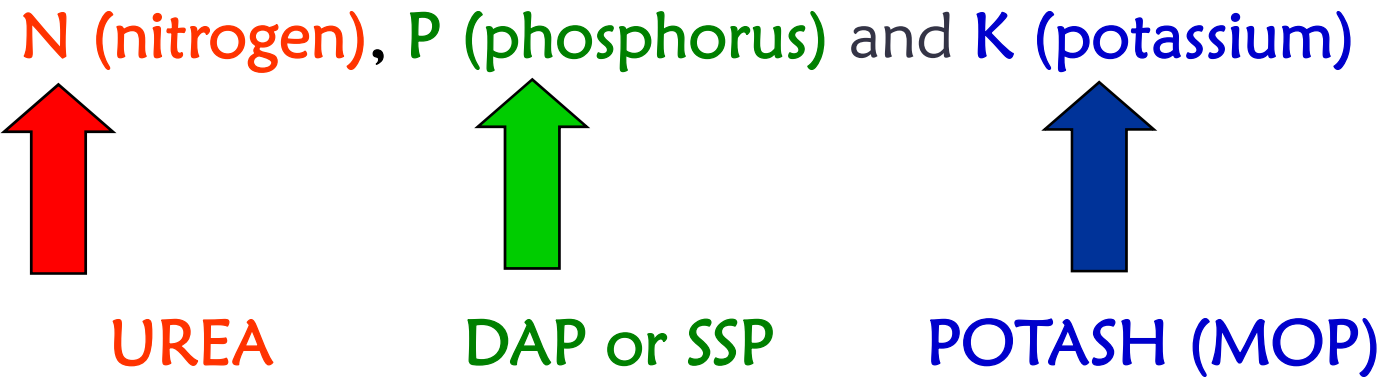 N (nitrogen), P (phosphorus) and K (potassium)
UREA DAP or SSP POTASH (MOP)